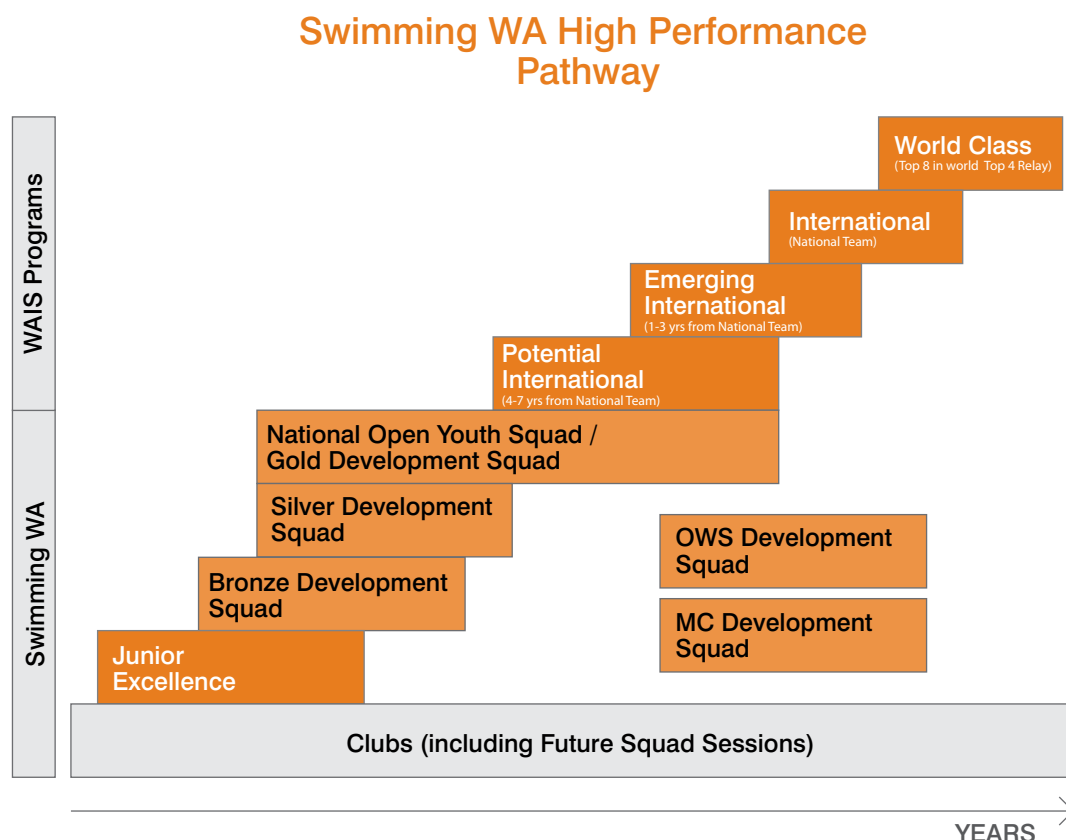 Swimming WA High Performance
Pathway
WAIS Programs
Swimming WA
World Class
(Top 8 in world Top 4 Relay)
International
(National Team)
Emerging
International
(1-3 yrs from National Team)
Potential
International
(4-7 yrs from National Team)
National Open Youth Squad /
Gold Development Squad
Silver Development
Squad
OWS Development
Squad
Bronze Development
Squad
MC Development
Squad
Junior
Excellence
Clubs (including Future Squad Sessions)
YEARS